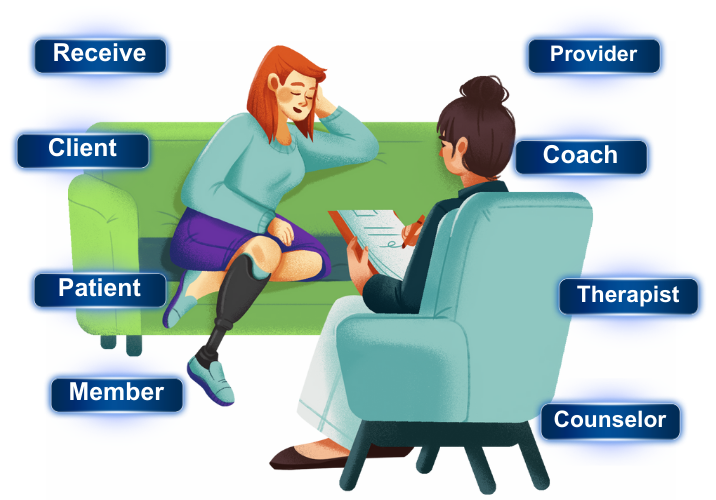 Receive
Provider
Client
Coach
Patient
Therapist
Member
Counselor